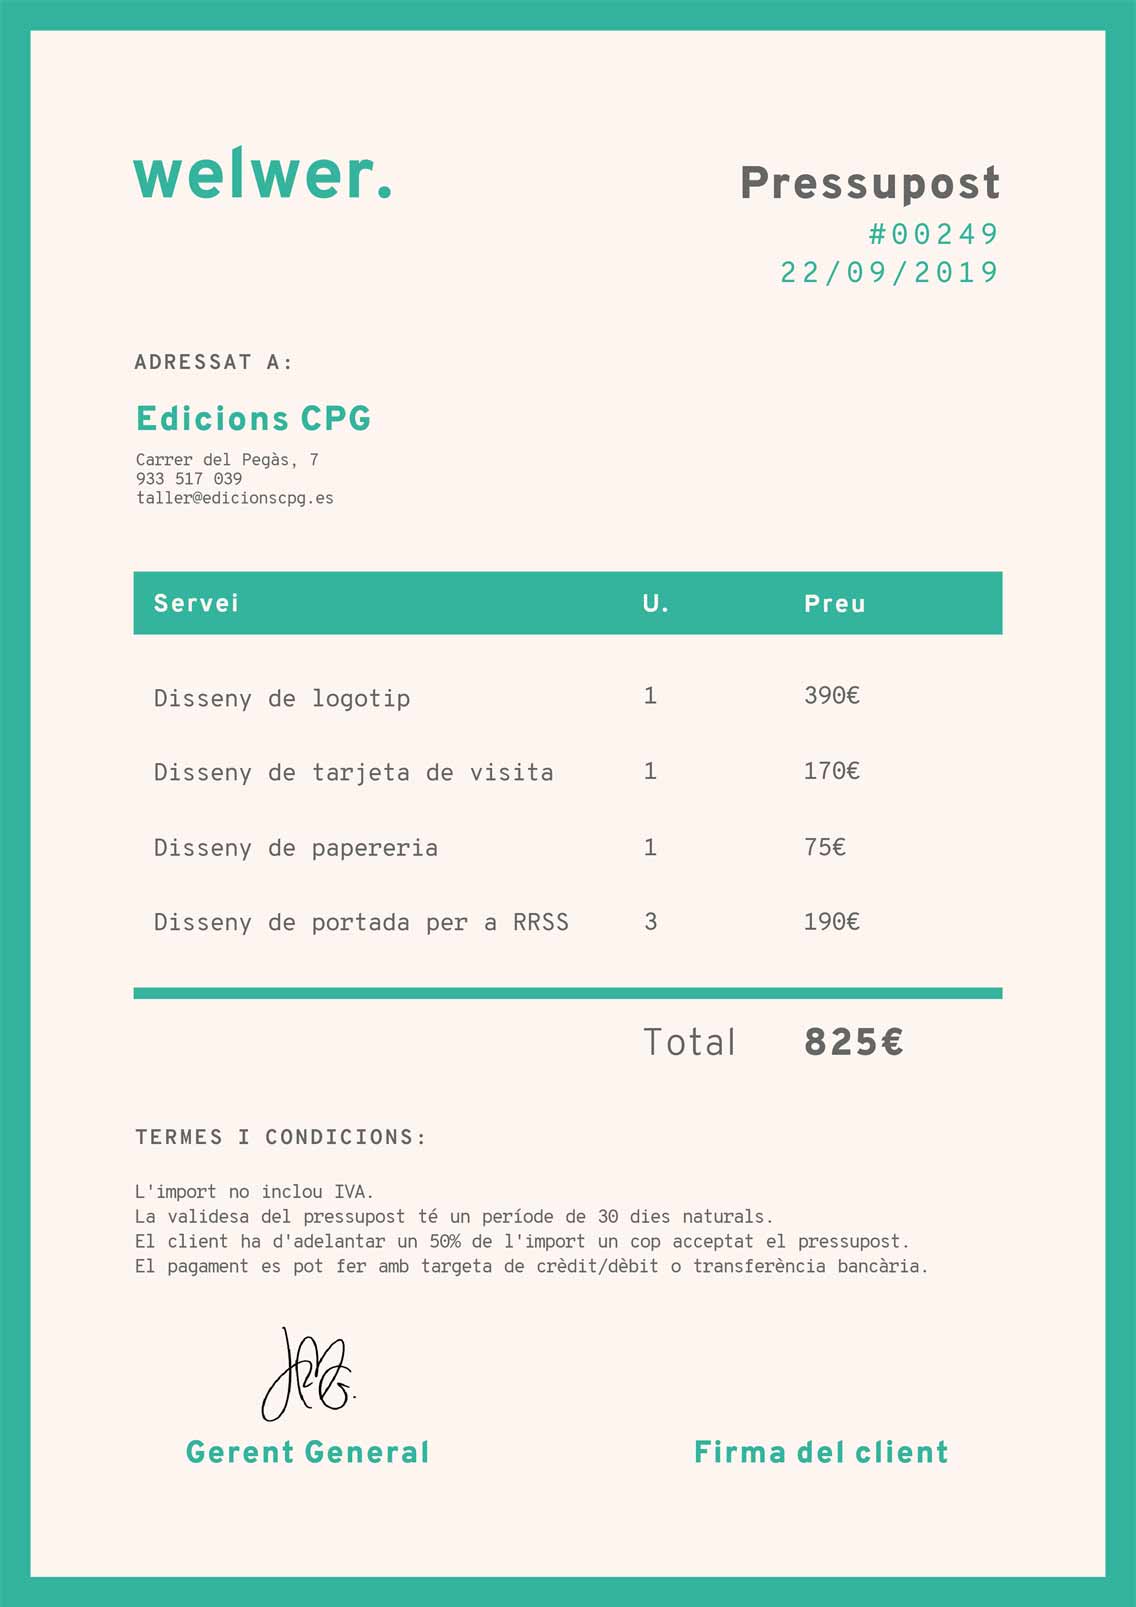 welwer.
Pressupost
#00249
22/09/2019
ADRESSAT A:
Edicions CPG
Carrer del Pegàs, 7
933 517 039
taller@edicionscpg.es
Servei U. Preu
Disseny de logotip 1 390€
Disseny de tarjeta de visita 1 170€
Disseny de papereria 1 75€
Disseny de portada per a RRSS 3 190€
Total 825€
TERMES I CONDICIONS:
L'import no inclou IVA.
La validesa del pressupost té un període de 30 dies naturals.
El client ha d'adelantar un 50% de l'import un cop acceptat el pressupost.
El pagament es pot fer amb targeta de crèdit/dèbit o transferència bancària.
Gerent General
Firma del client